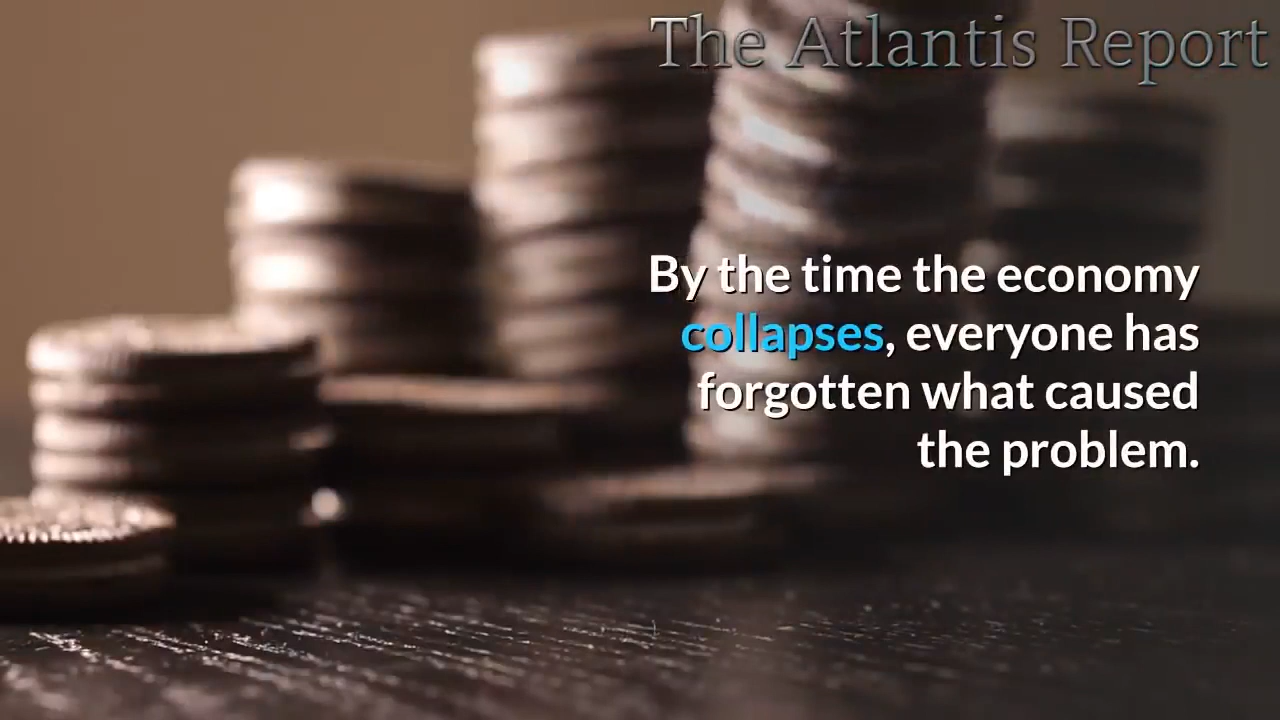 The Atlantis Report
By the time the economy
collapses, everyone has
forgotten what caused
the problem.